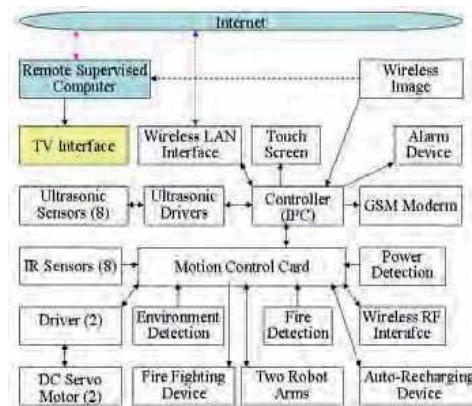 Internet
Remote Supervised
Computer
Wireless
Image
TV Interface
Wireless LAN
Interface
Touch
Screen
Alarm
Device
Ultrasonic
Sensors (8)
Ultrasonic
Drivers
Controller
(IPC)
GSM Moderm
IR Sensors (8)
Motion Control Card
Power
Detection
Driver (2)
Environment
Detection
Fire
Detection
Wireless RF
Interafce
DC Servo
Motor (2)
Fire Fighting
Device
Two Robot
Arms
Auto-Recharging
Device